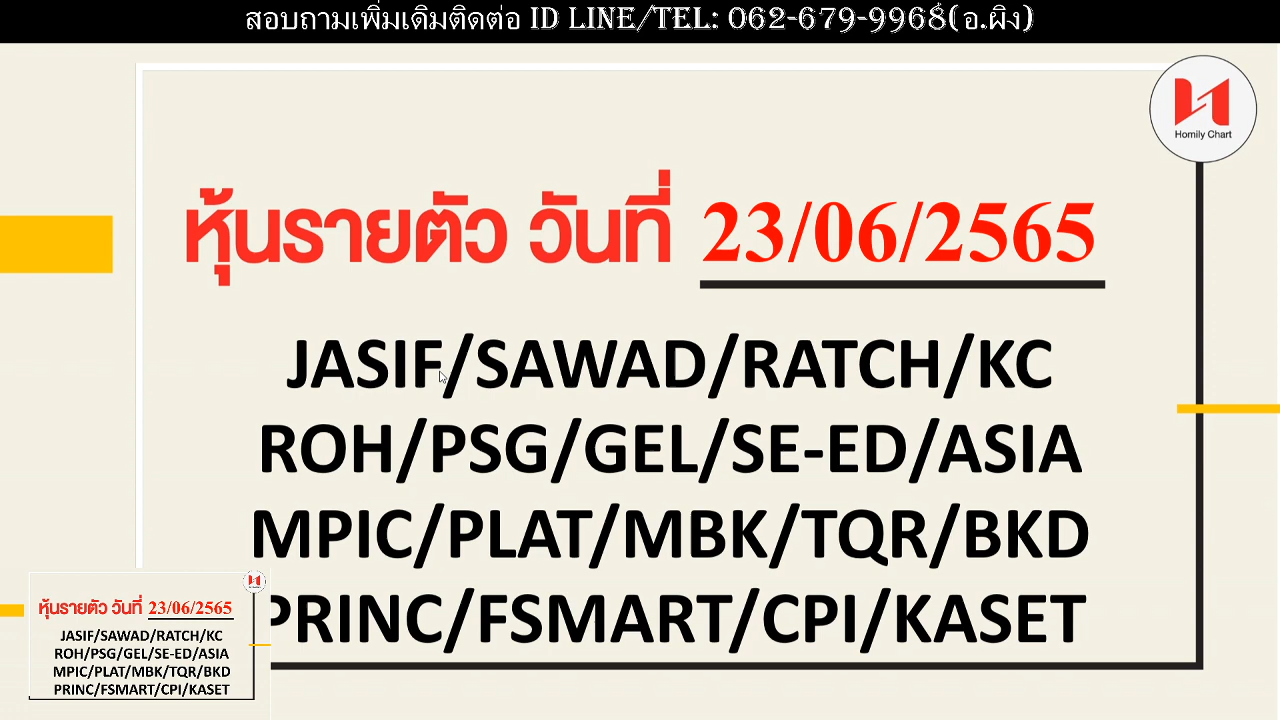 สอบถามเพิ่มเติมติดต่อ ID LINE/TEL: 062-679-9968(อ.ผิง)
Homily Chart
หุ้นรายตัว วันที่ 23/06/2565
JASIF/SAWAD/RATCH/KC
ROH/PSG/GEL/SE-ED/ASIA
MPIC/PLAT/MBK/TQR/BKD
PRINC/FSMART/CPI/KASET
หุ้นรายตัว วันที่ 23/06/2565
JASIF/SAWAD/RATCH/KC
ROH/PSG/GEL/SE-ED/ASIA
MPIC/PLAT/MBK/TQR/BKD
PRINC/FSMART/CPI/KASET